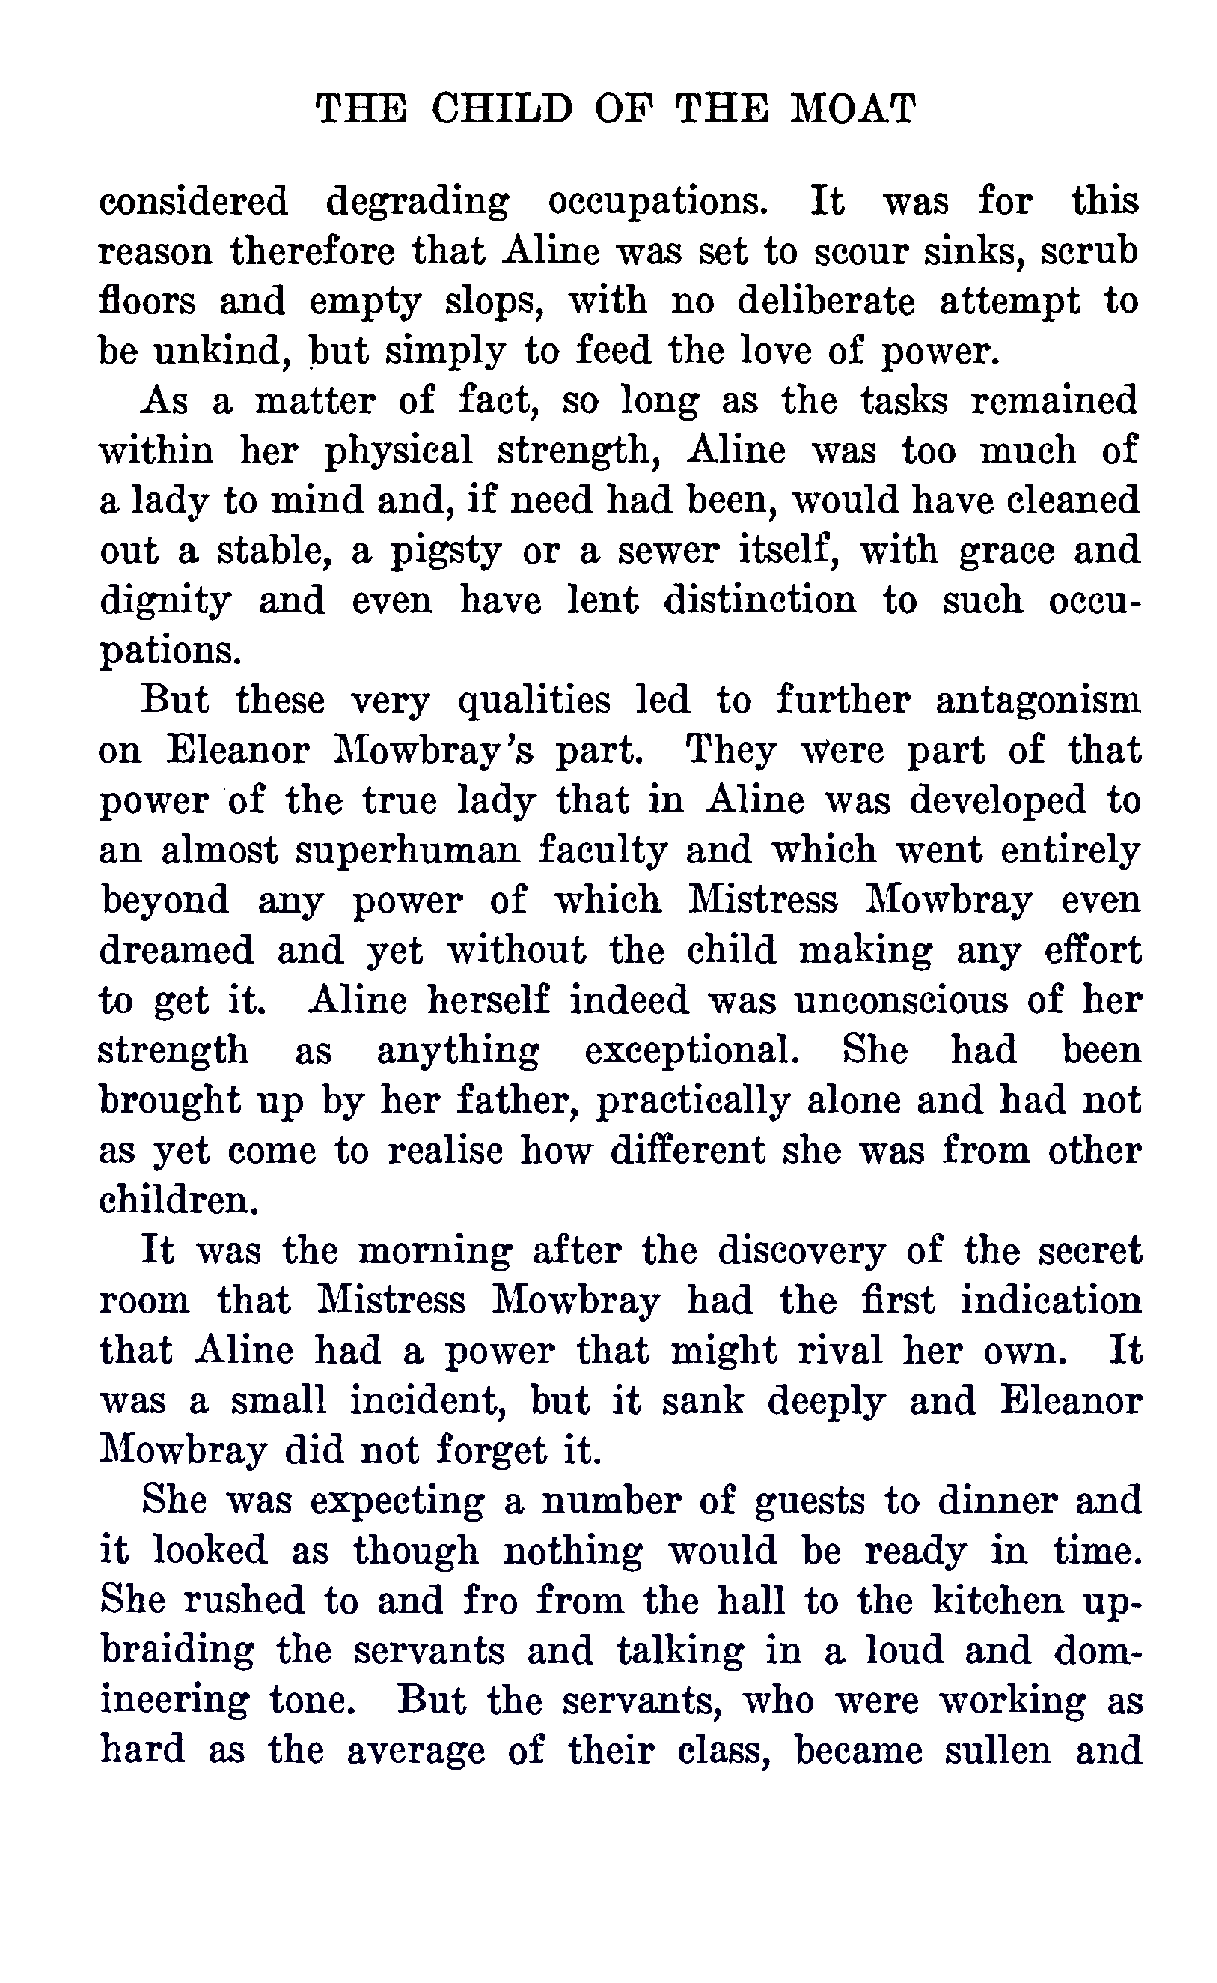 THE CHILD OF THE MOAT
considered degrading occupations. It was for this
reason therefore that Aline was set to scour sinks, scrub
floors and empty slops, with no deliberate attempt to
be unkind, but simply to feed the love of power.
As a matter of fact, so long as the tasks remained
within her physical strength, Aline was too much of
a lady to mind and, if need had been, would have cleaned
out a stable, a pigsty or a sewer itself, with grace and
dignity and even have lent distinction to such occu-
pations.
But these very qualities led to further antagonism
on Eleanor Mowbray's part. They were part of that
power of the true lady that in Aline was developed to
an almost superhuman faculty and which went entirely
beyond any power of which Mistress Mowbray even
dreamed and yet without the child making any effort
to get it. Aline herself indeed was unconscious of her
strength as anything exceptional. She had been
brought up by her father, practically alone and had not
as yet come to realise how different she was from other
children.
It was the morning after the discovery of the secret
room that Mistress Mowbray had the first indication
that Aline had a power that might rival her own. It
was a small incident, but it sank deeply and Eleanor
Mowbray did not forget it.
She was expecting a number of guests to dinner and
it looked as though nothing would be ready in time.
She rushed to and fro from the hall to the kitchen up-
braiding the servants and talking in a loud and dom-
ineering tone. But the servants, who were working as
hard as the average of their class, became sullen and